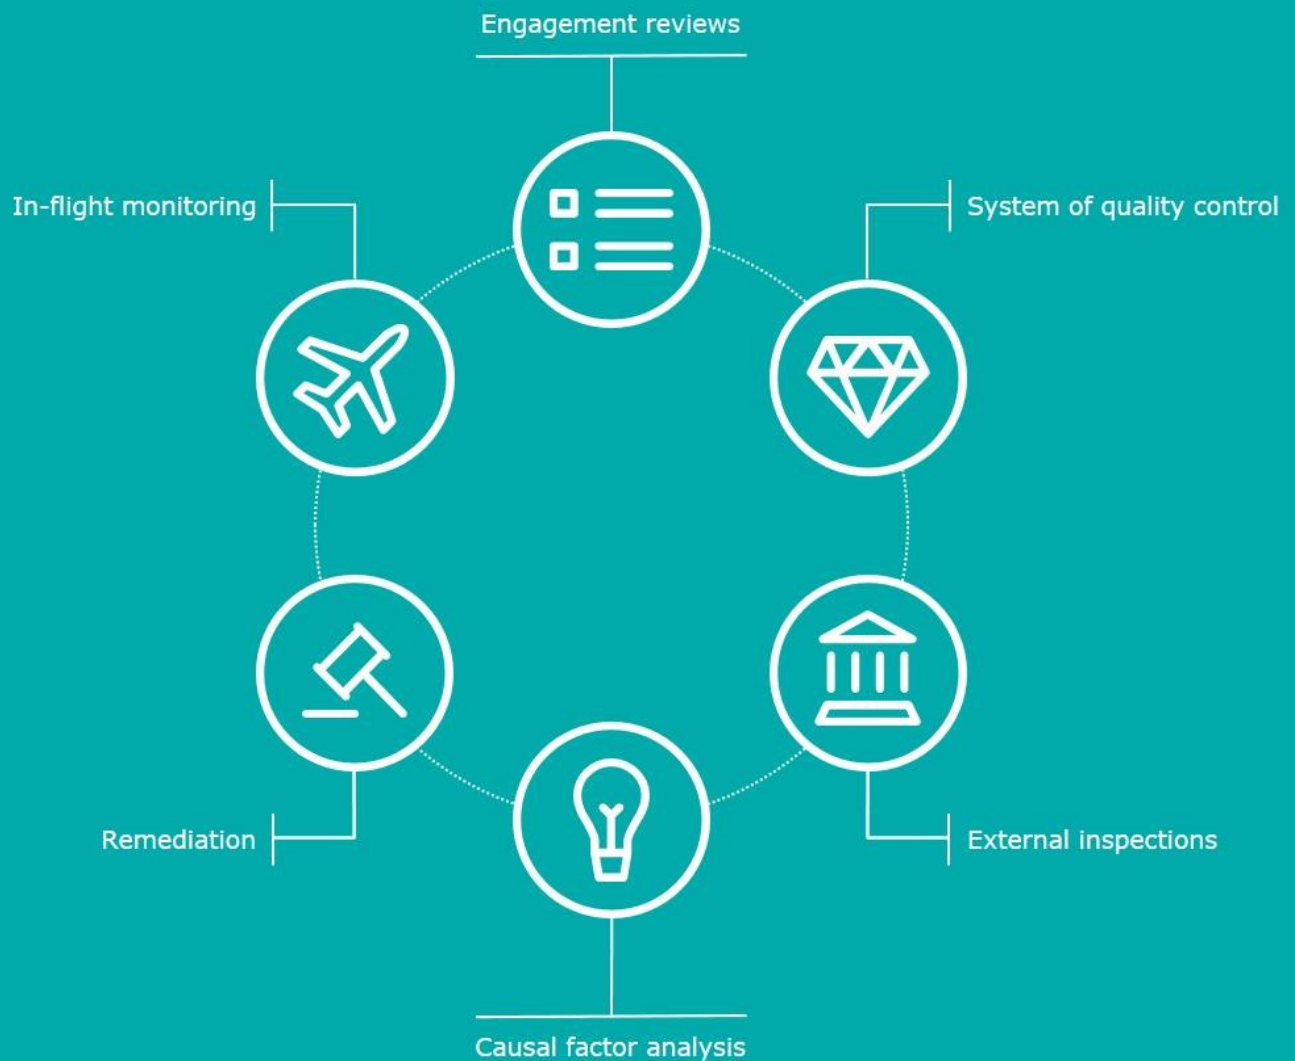 Engagement reviews
In-flight monitoring
System of quality control
Remediation
External inspections
Causal factor analysis